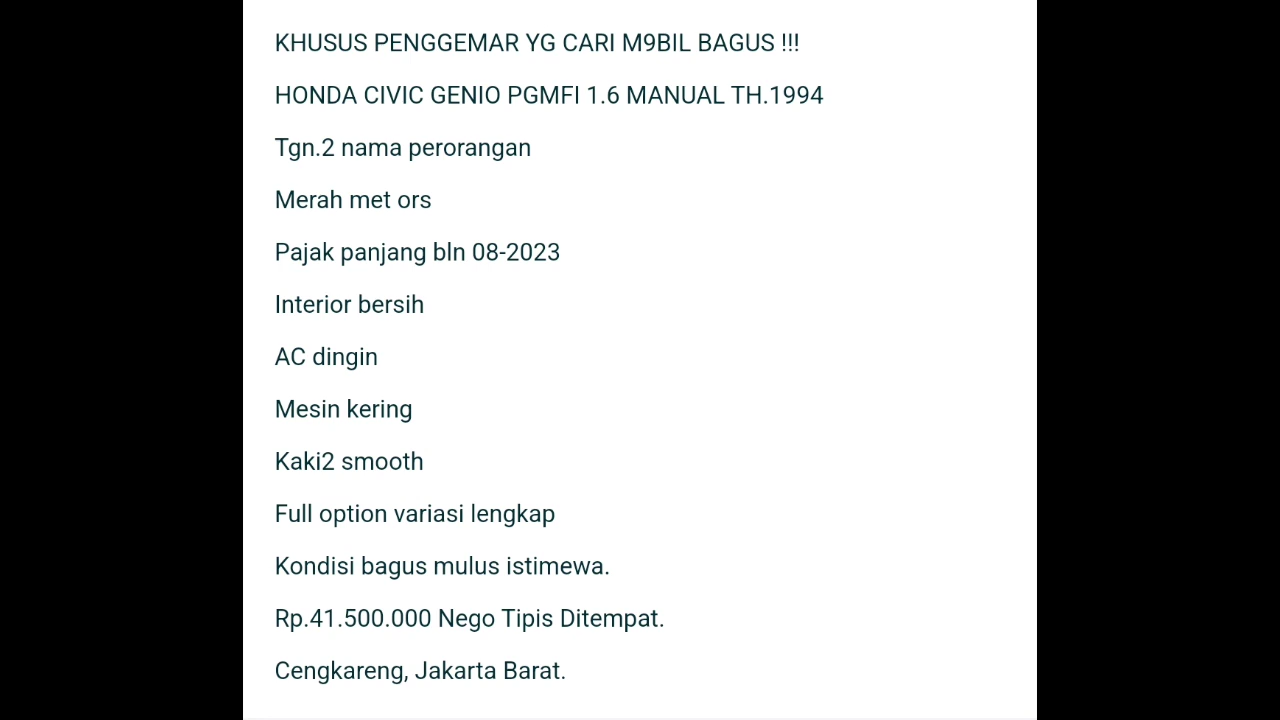 KHUSUS PENGGEMAR YG CARI M9BIL BAGUS !!!
HONDA CIVIC GENIO PGMFI 1.6 MANUAL TH.1994
Tgn.2 nama perorangan
Merah met ors
Pajak panjang bln 08-2023
Interior bersih
AC dingin
Mesin kering
Kaki2 smooth
Full option variasi lengkap
Kondisi bagus mulus istimewa.
Rp.41.500.000 Nego Tipis Ditempat.
Cengkareng, Jakarta Barat.